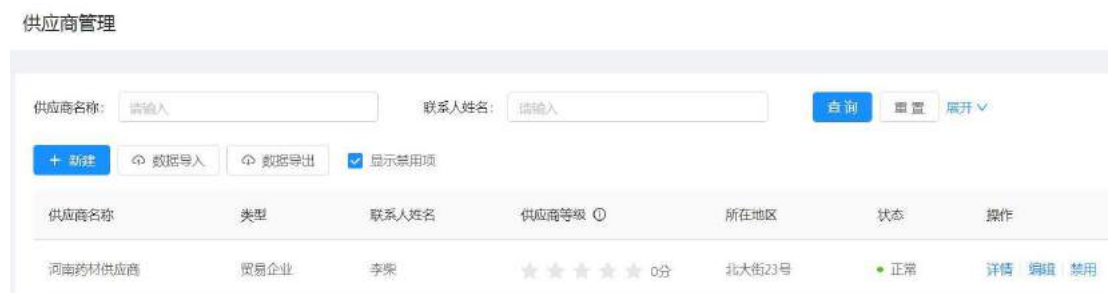 供应商管理
供应商名称: 请输入 联系人姓名: 请输入 查询 重置 展开
+ 新建 数据导入 数据导出 显示禁用项
供应商名称 类型 联系人姓名 供应商等级 所在地区 状态 操作
河南药材供应商 贸易企业 李柴 0分 北大街23号 正常 详情 编辑 禁用